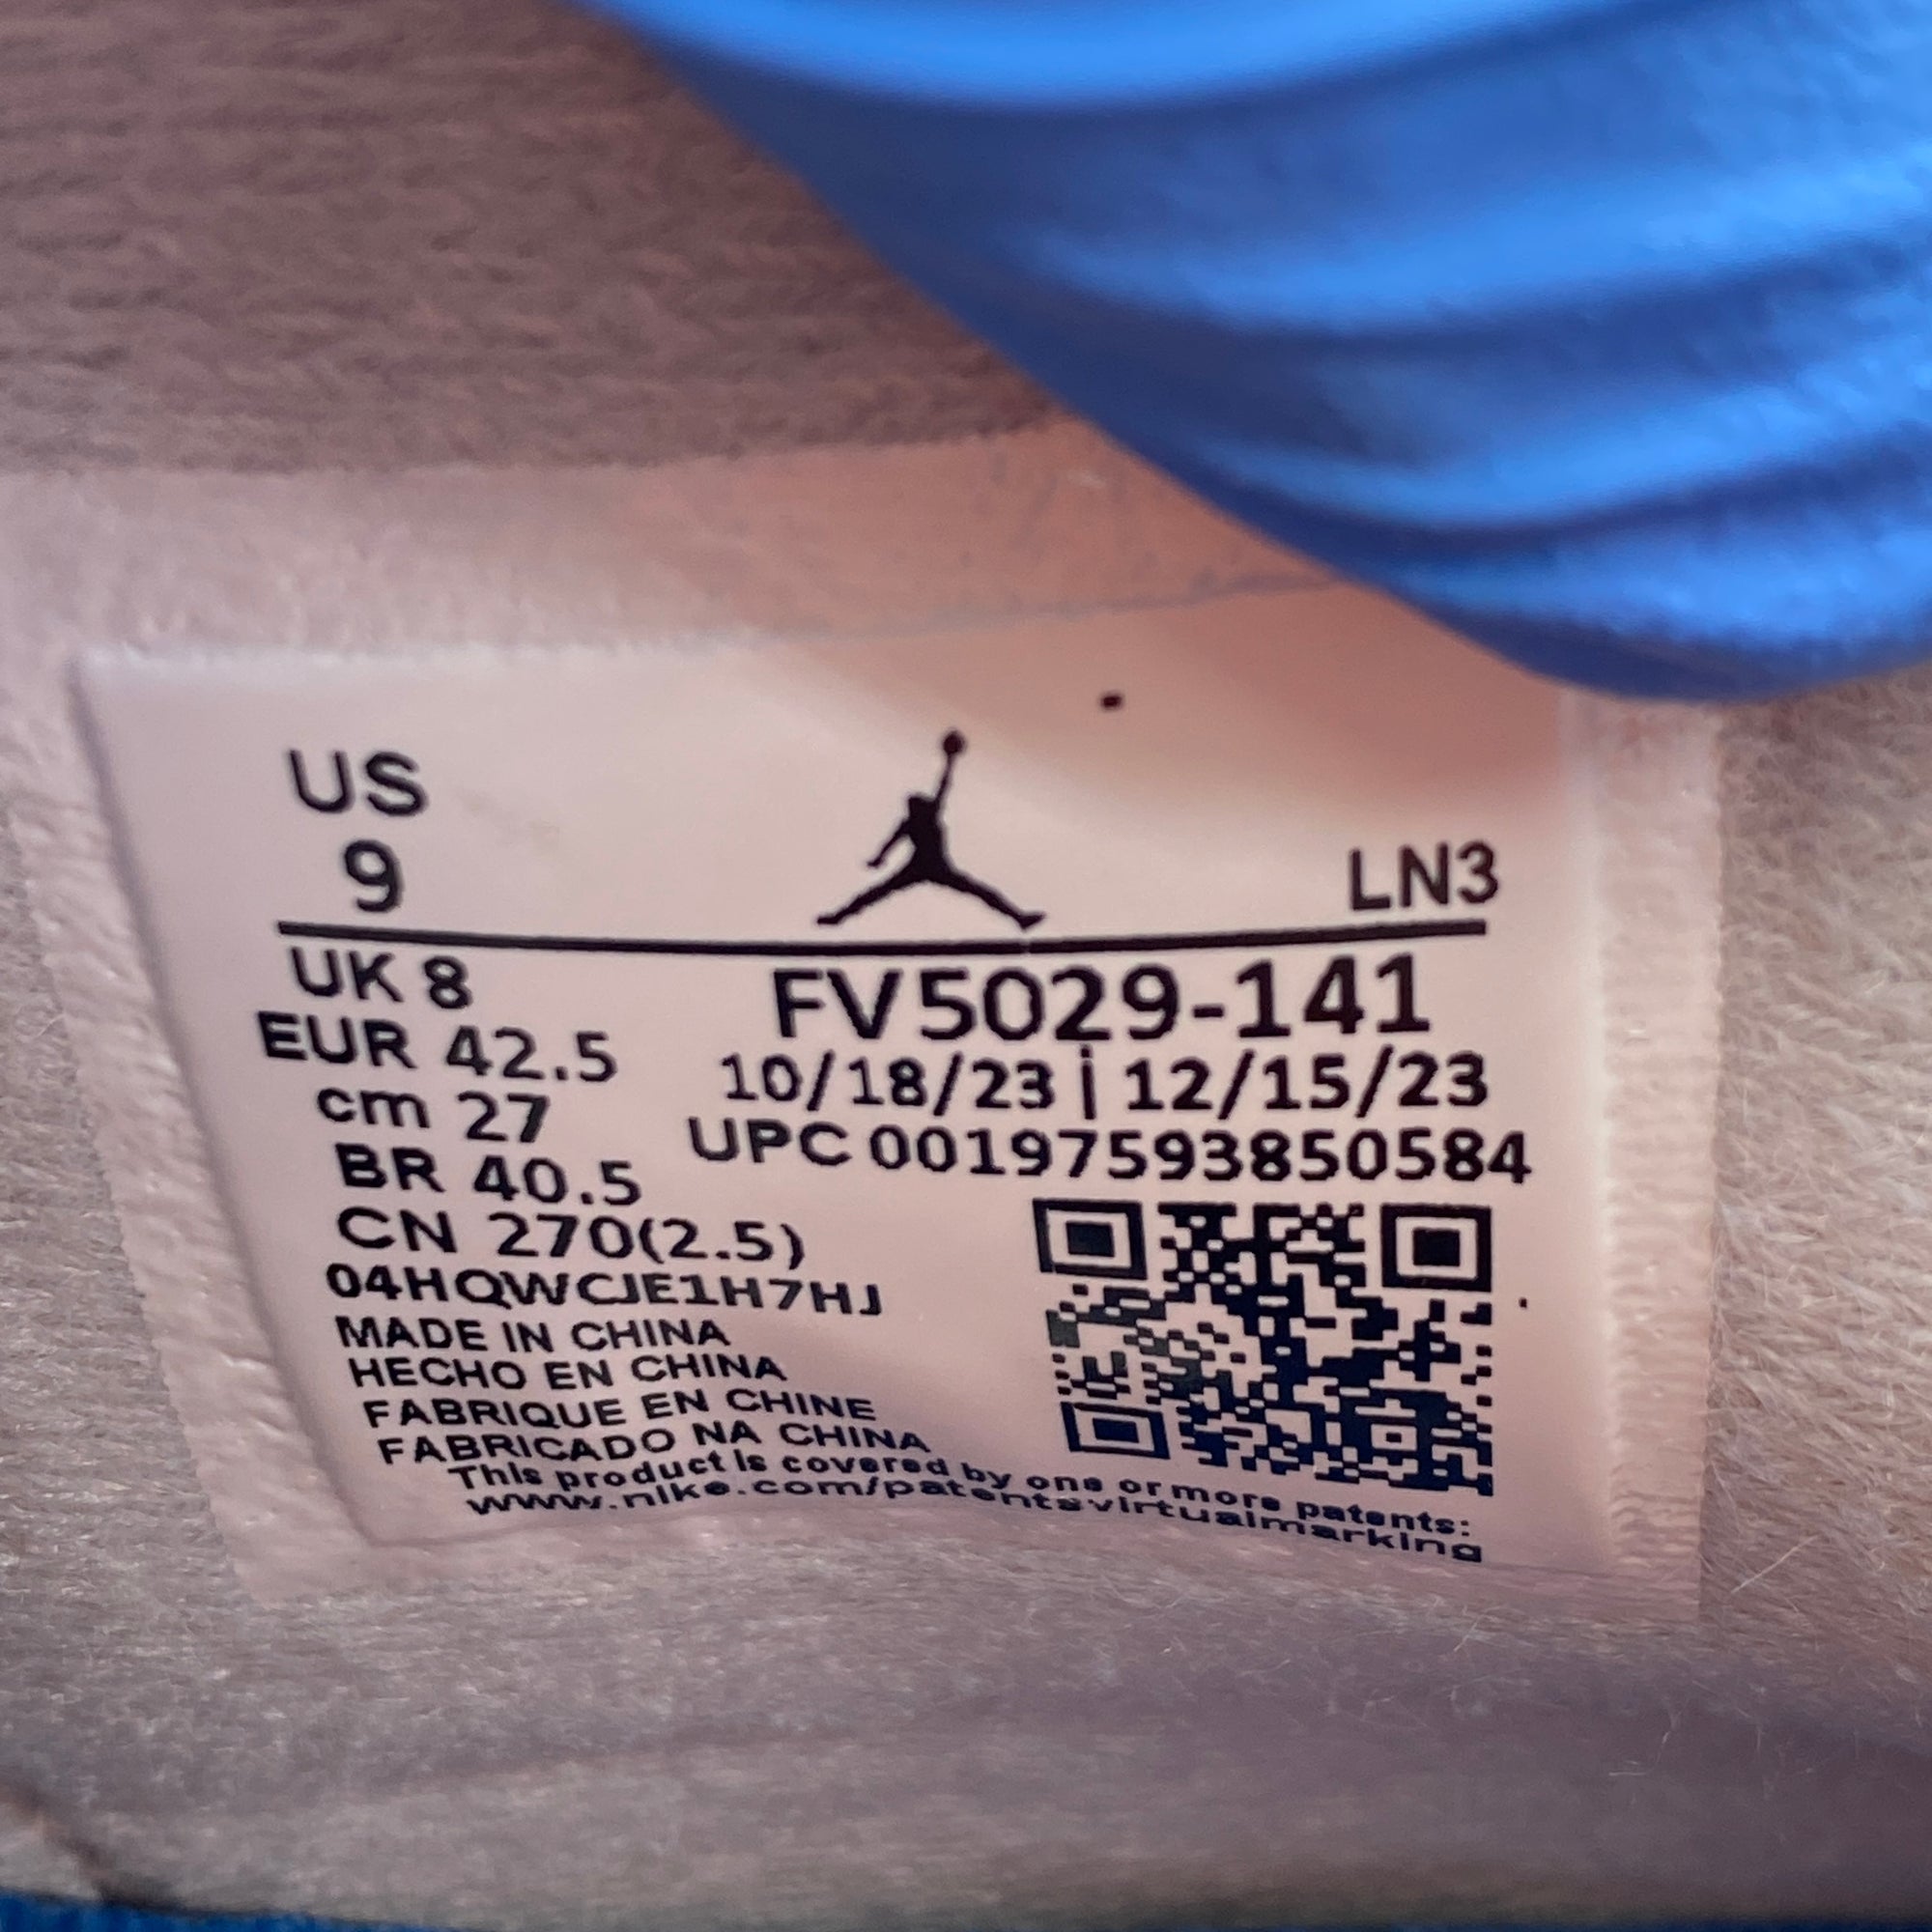 US
9
LN3
UK 8
EUR 42.5
cm 27
BR 40.5
CN 270(2.5)
FV5029-141
10/18/23 | 12/15/23
UPC 00197593850584
04HQWCJE1H7HJ
MADE IN CHINA
HECHO EN CHINA
FABRIQUE EN CHINE
FABRICADO NA CHINA
This product is covered by one or more patents:
www.nike.com/patentsvirtualmarking